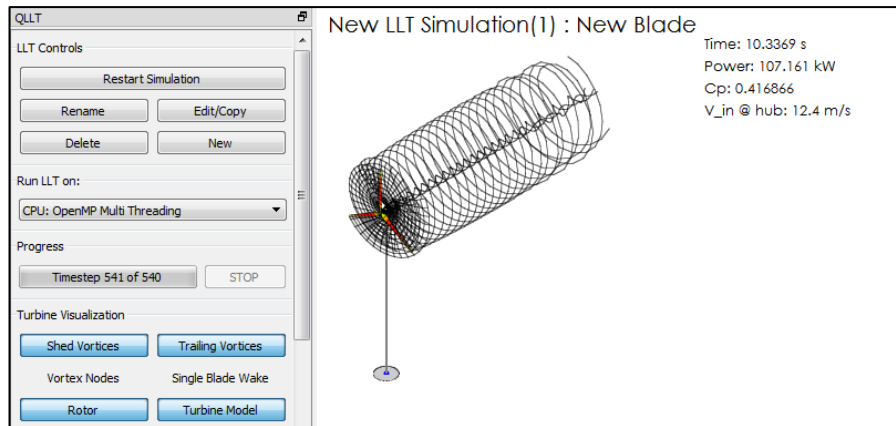 QLLT
LLT Controls
Restart Simulation
Rename Edit/Copy
Delete New
Run LLT on:
CPU: OpenMP Multi Threading
Progress
Timestep 541 of 540 STOP
Turbine Visualization
Shed Vortices Trailing Vortices
Vortex Nodes Single Blade Wake
Rotor Turbine Model
New LLT Simulation(1) : New Blade
Time: 10.3369 s
Power: 107.161 kW
Cp: 0.416866
V_in @ hub: 12.4 m/s